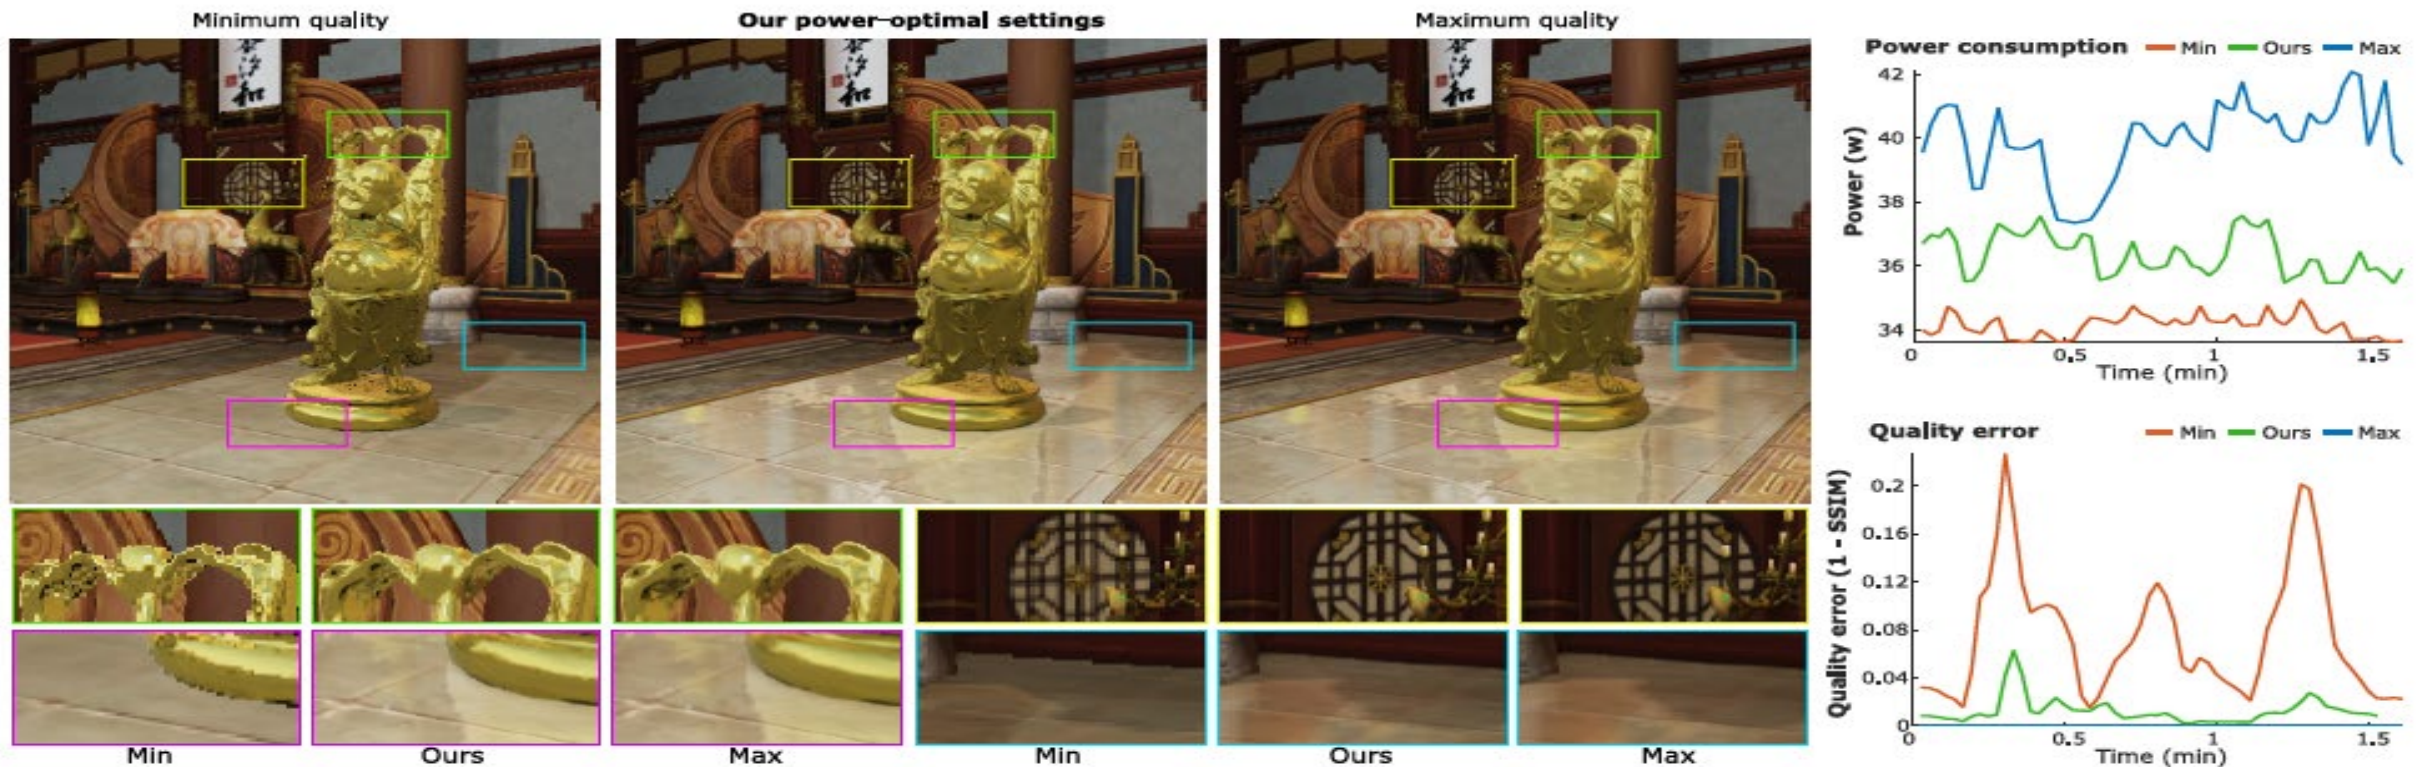 Minimum quality
Our power-optimal settings
Maximum quality
Min
Ours
Max
Min
Ours
Max
Power consumption
Min
Ours
Max
Power (w)
42
40
38
36
34
0
0.5
1
1.5
Time (min)
Quality error
Min
Ours
Max
Quality error (1 - SSIM)
0.2
0.16
0.12
0.08
0.04
0
0
0.5
1
1.5
Time (min)